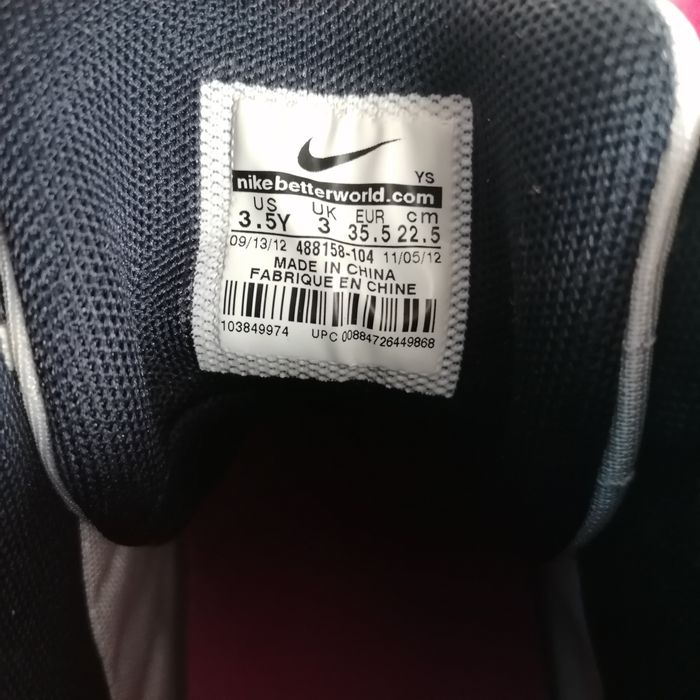 YS
nikebetterworld.com
US UK EUR cm
3.5Y 3 35.5 22.5
09/13/12 488158-104 11/05/12
MADE IN CHINA
FABRIQUE EN CHINE
103849974 UPC 00884726449868